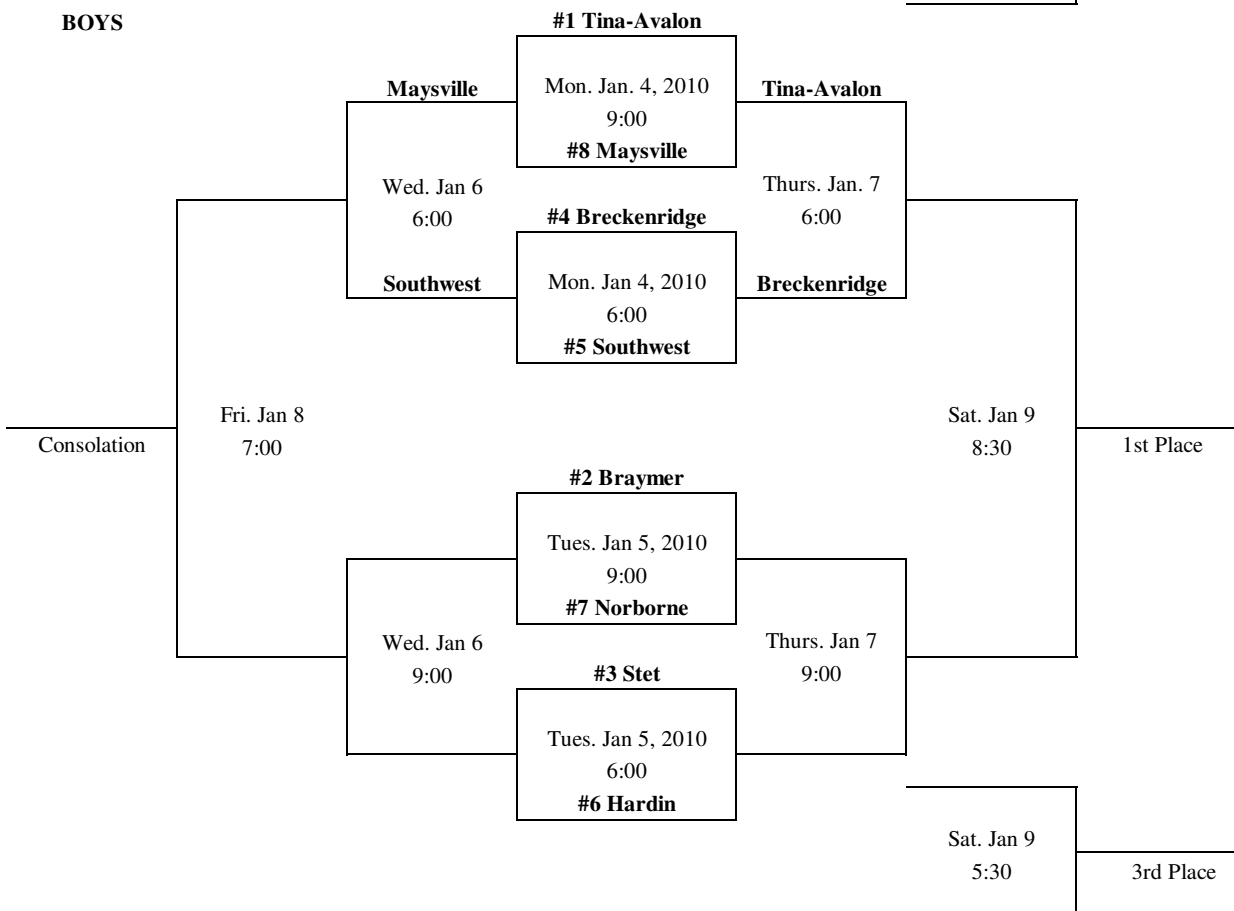 BOYS
#1 Tina-Avalon
Maysville
Mon. Jan. 4, 2010
Tina-Avalon
9:00
#8 Maysville
Wed. Jan 6
6:00
Thurs. Jan. 7
6:00
#4 Breckenridge
Southwest
Mon. Jan 4, 2010
Breckenridge
6:00
#5 Southwest
Fri. Jan 8
7:00
Consolation
Sat. Jan 9
8:30
1st Place
#2 Braymer
Tues. Jan 5, 2010
9:00
#7 Norborne
Wed. Jan 6
9:00
Thurs. Jan 7
9:00
#3 Stet
Tues. Jan 5, 2010
6:00
#6 Hardin
Sat. Jan 9
5:30
3rd Place